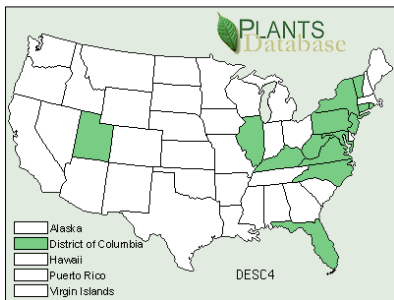 PLANTS
Database
Alaska
District of Columbia
Hawaii
Puerto Rico
Virgin Islands
DESC4